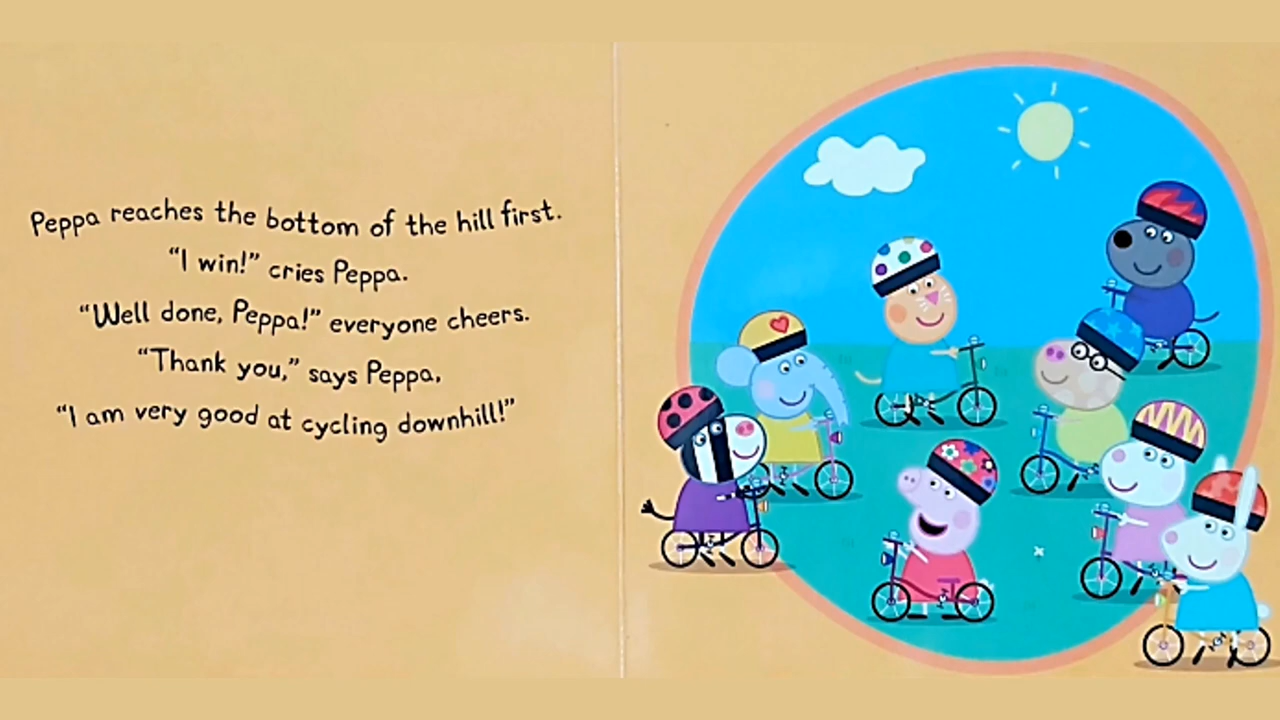 Peppa reaches the bottom of the hill first.
“I win!” cries Peppa.
“Well done, Peppa!” everyone cheers.
“Thank you,” says Peppa,
“I am very good at cycling downhill!”